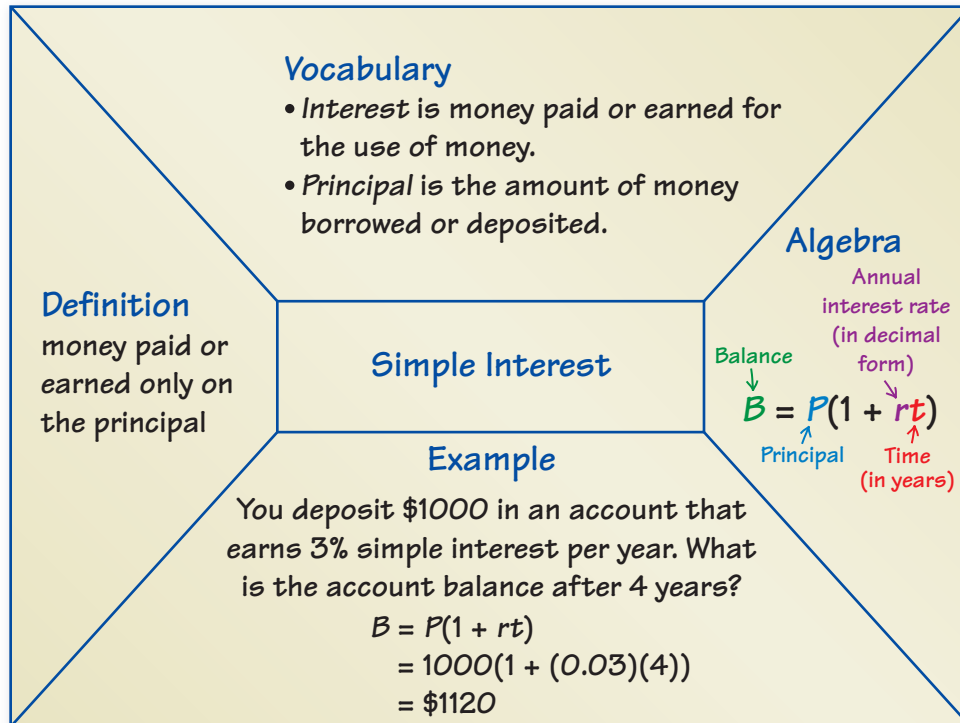 Vocabulary
• Interest is money paid or earned for
the use of money.
• Principal is the amount of money
borrowed or deposited.
Definition
money paid or
earned only on
the principal
Simple Interest
Algebra
Annual
interest rate
(in decimal
form)
Balance
B = P(1 + rt)
Principal
Time
(in years)
Example
You deposit $1000 in an account that
earns 3% simple interest per year. What
is the account balance after 4 years?
B = P(1 + rt)
= 1000(1 + (0.03)(4))
= $1120